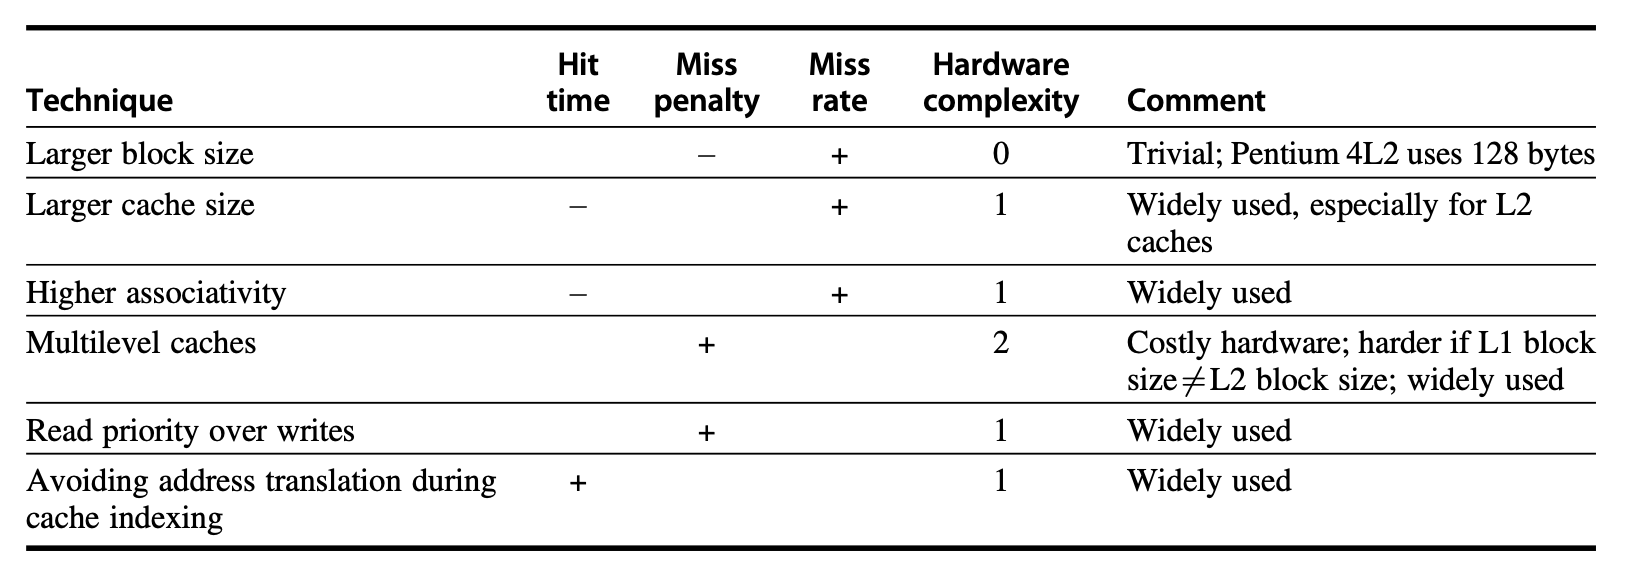 Technique Hit time Miss penalty Miss rate Hardware complexity Comment
Larger block size – + 0 Trivial; Pentium 4L2 uses 128 bytes
Larger cache size – + 1 Widely used, especially for L2
caches
Higher associativity – + 1 Widely used
Multilevel caches + 2 Costly hardware; harder if L1 block
size≠L2 block size; widely used
Read priority over writes + 1 Widely used
Avoiding address translation during + 1 Widely used
cache indexing